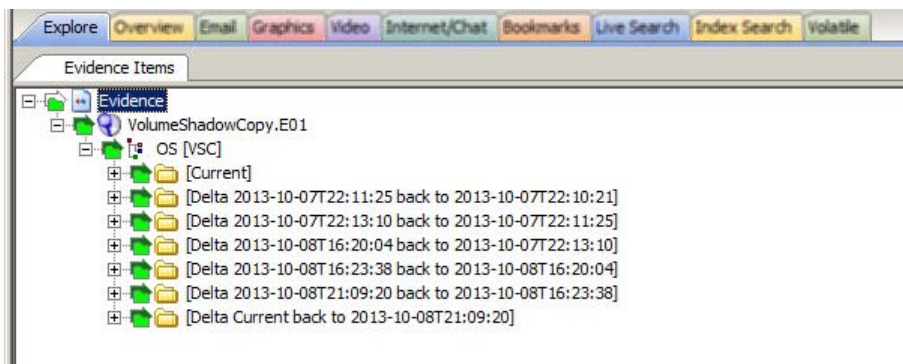 Explore Overview Email Graphics Video Internet/Chat Bookmarks Live Search Index Search Volatile
Evidence Items
Evidence
VolumeShadowCopy.E01
OS [VSC]
[Current]
[Delta 2013-10-07T22:11:25 back to 2013-10-07T22:10:21]
[Delta 2013-10-07T22:13:10 back to 2013-10-07T22:11:25]
[Delta 2013-10-08T16:20:04 back to 2013-10-07T22:13:10]
[Delta 2013-10-08T16:23:38 back to 2013-10-08T16:20:04]
[Delta 2013-10-08T21:09:20 back to 2013-10-08T16:23:38]
[Delta Current back to 2013-10-08T21:09:20]